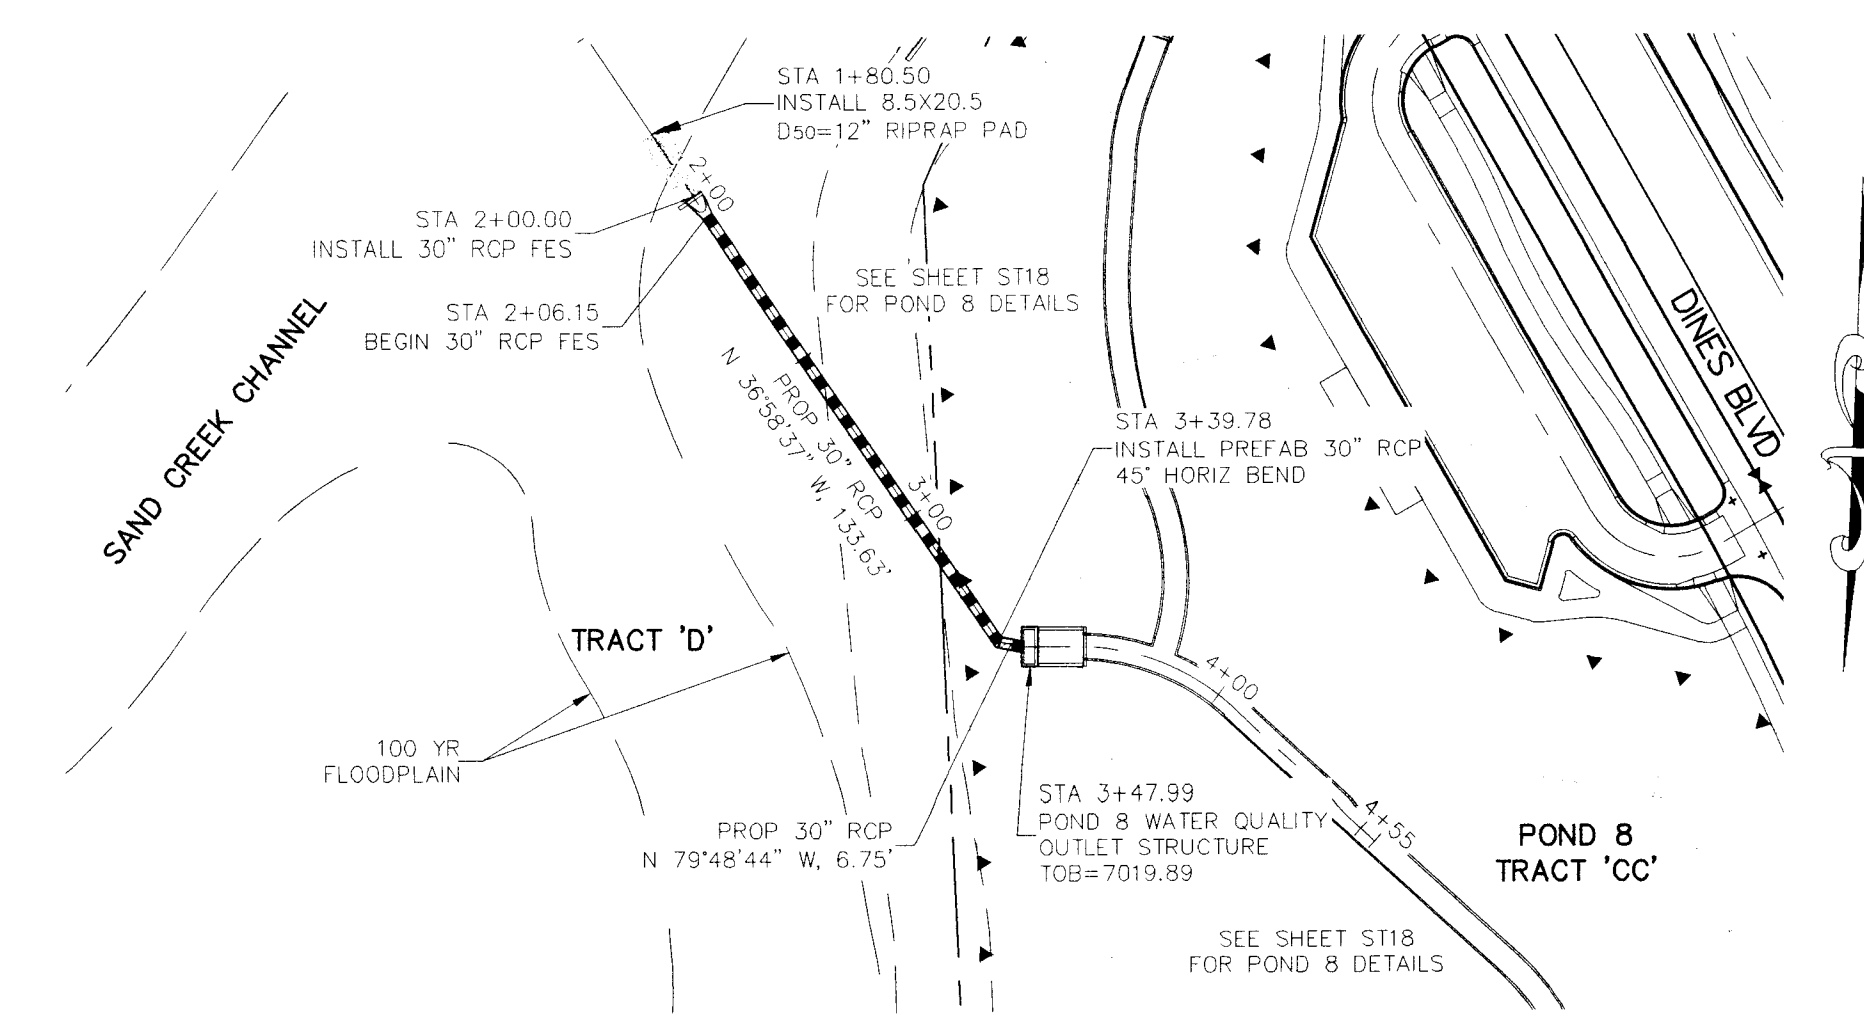 STA 1+80.50
INSTALL 8.5X20.5
D50=12" RIPRAP PAD
2+00
STA 2+00.00
INSTALL 30" RCP FES
STA 2+06.15
BEGIN 30" RCP FES
SEE SHEET ST18
FOR POND 8 DETAILS
SAND CREEK CHANNEL
PROP 30" RCP
N 36°58'37" W, 133.63'
3+00
DINES BLVD
STA 3+39.78
INSTALL PREFAB 30" RCP
45° HORIZ BEND
TRACT 'D'
4+00
100 YR
FLOODPLAIN
PROP 30" RCP
N 79°48'44" W, 6.75'
STA 3+47.99
POND 8 WATER QUALITY
OUTLET STRUCTURE
TOB=7019.89
4+55
POND 8
TRACT 'CC'
SEE SHEET ST18
FOR POND 8 DETAILS